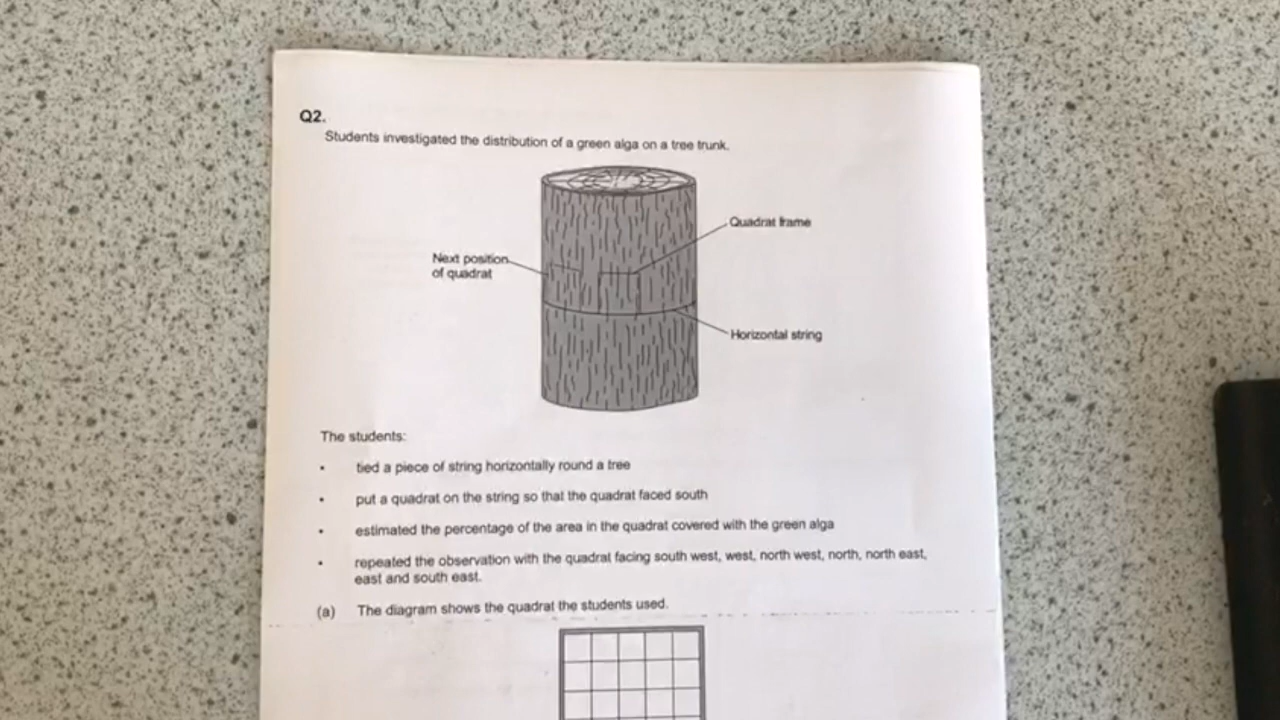 Q2.
Students investigated the distribution of a green alga on a tree trunk.
Quadrat frame
Next position
of quadrat
Horizontal string
The students:
• tied a piece of string horizontally round a tree
• put a quadrat on the string so that the quadrat faced south
• estimated the percentage of the area in the quadrat covered with the green alga
• repeated the observation with the quadrat facing south west, west, north west, north, north east,
east and south east.
(a) The diagram shows the quadrat the students used.